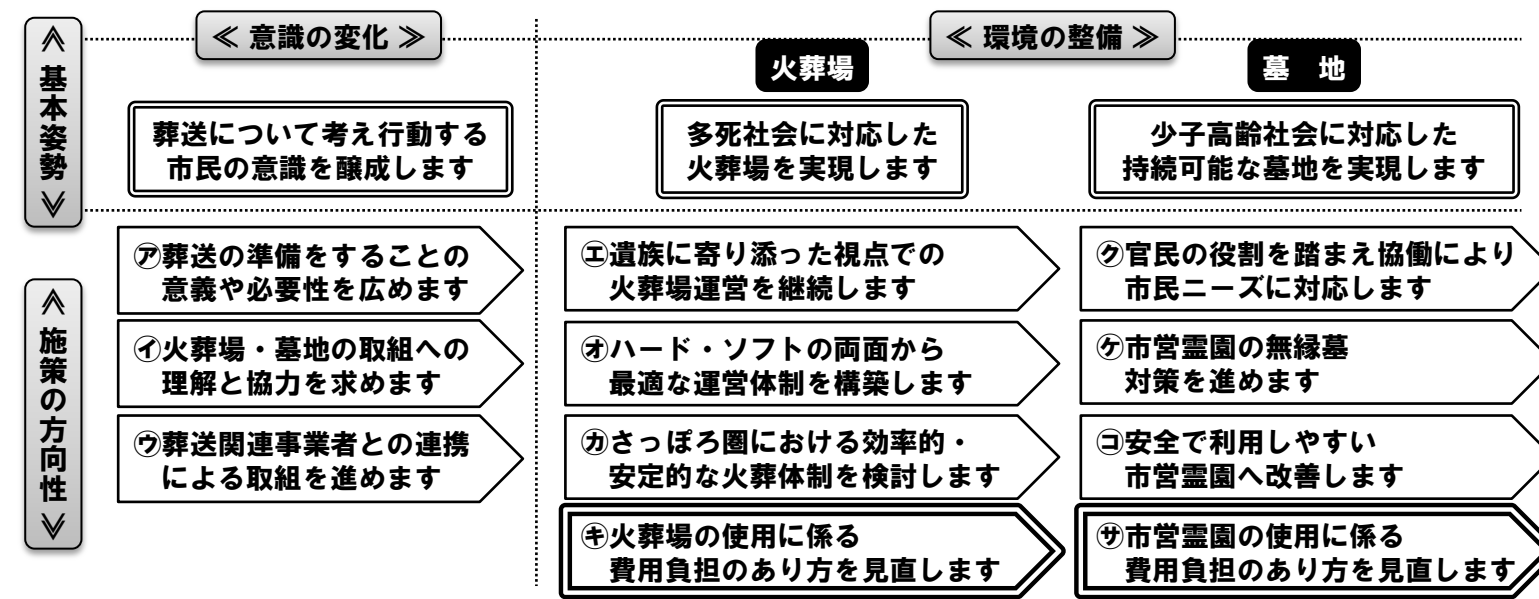 ≪ 基本姿勢 ≫
≪ 意識の変化 ≫
≪ 環境の整備 ≫
火葬場
墓　地
葬送について考え行動する
市民の意識を醸成します
多死社会に対応した
火葬場を実現します
少子高齢社会に対応した
持続可能な墓地を実現します
≪ 施策の方向性 ≫
㋐葬送の準備をすることの
意義や必要性を広めます
㋑火葬場・墓地の取組への
理解と協力を求めます
㋒葬送関連事業者との連携
による取組を進めます
㋓遺族に寄り添った視点での
火葬場運営を継続します
㋔ハード・ソフトの両面から
最適な運営体制を構築します
㋕さっぽろ圏における効率的・
安定的な火葬体制を検討します
㋖火葬場の使用に係る
費用負担のあり方を見直します
㋗官民の役割を踏まえ協働により
市民ニーズに対応します
㋘市営霊園の無縁墓
対策を進めます
㋙安全で利用しやすい
市営霊園へ改善します
㋚市営霊園の使用に係る
費用負担のあり方を見直します